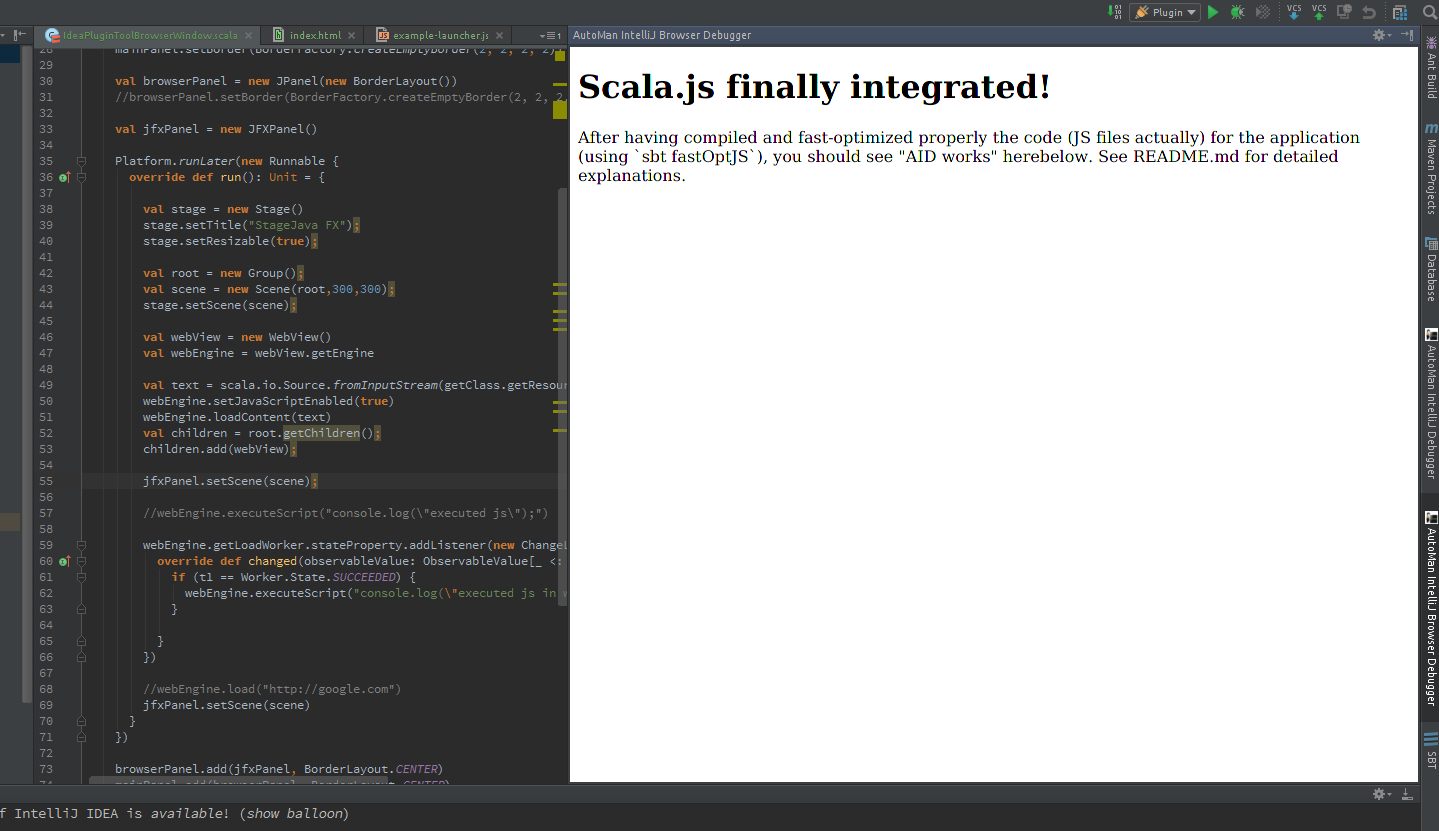 Plugin
VCS
VCS
IdeaPluginToolBrowserWindow.scala
index.html
example-launcher.js
1
AutoMan IntelliJ Browser Debugger
28 mainPanel.setBorder(BorderFactory.createEmptyBorder(2, 2, 2, 2)
29
30 val browserPanel = new JPanel(new BorderLayout())
31 //browserPanel.setBorder(BorderFactory.createEmptyBorder(2, 2, 2,
32
33 val jfxPanel = new JFXPanel()
34
35 Platform.runLater(new Runnable {
36 override def run(): Unit = {
37
38 val stage = new Stage()
39 stage.setTitle("StageJava FX");
40 stage.setResizable(true);
41
42 val root = new Group();
43 val scene = new Scene(root,300,300);
44 stage.setScene(scene);
45
46 val webView = new WebView()
47 val webEngine = webView.getEngine
48
49 val text = scala.io.Source.fromInputStream(getClass.getResour
50 webEngine.setJavaScriptEnabled(true)
51 webEngine.loadContent(text)
52 val children = root.getChildren();
53 children.add(webView);
54
55 jfxPanel.setScene(scene);
56
57 //webEngine.executeScript("console.log(\"executed js\");")
58
59 webEngine.getLoadWorker.stateProperty.addListener(new ChangeL
60 override def changed(observableValue: ObservableValue[_ <:
61 if (t1 == Worker.State.SUCCEEDED) {
62 webEngine.executeScript("console.log(\"executed js in w
63 }
64
65 }
66 })
67
68 //webEngine.load("http://google.com")
69 jfxPanel.setScene(scene)
70 }
71 })
72
73 browserPanel.add(jfxPanel, BorderLayout.CENTER)
74 mainPanel.add(browserPanel, BorderLayout.CENTER)
Scala.js finally integrated!
After having compiled and fast-optimized properly the code (JS files actually) for the application
(using `sbt fastOptJS`), you should see "AID works" herebelow. See README.md for detailed
explanations.
Ant Build
Maven Projects
Database
AutoMan IntelliJ Debugger
AutoMan IntelliJ Browser Debugger
SBT
f IntelliJ IDEA is available! (show balloon)